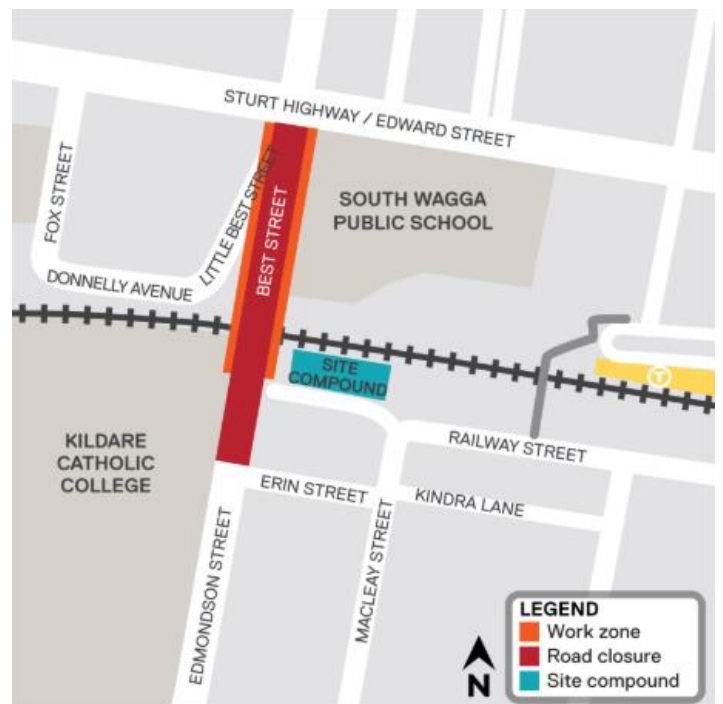 STURT HIGHWAY / EDWARD STREET
FOX STREET
LITTLE BEST STREET
BEST STREET
SOUTH WAGGA
PUBLIC SCHOOL
DONNELLY AVENUE
SITE
COMPOUND
T
KILDARE
CATHOLIC
COLLEGE
RAILWAY STREET
ERIN STREET
KINDRA LANE
EDMONDSON STREET
MACLEAY STREET
N
LEGEND
Work zone
Road closure
Site compound